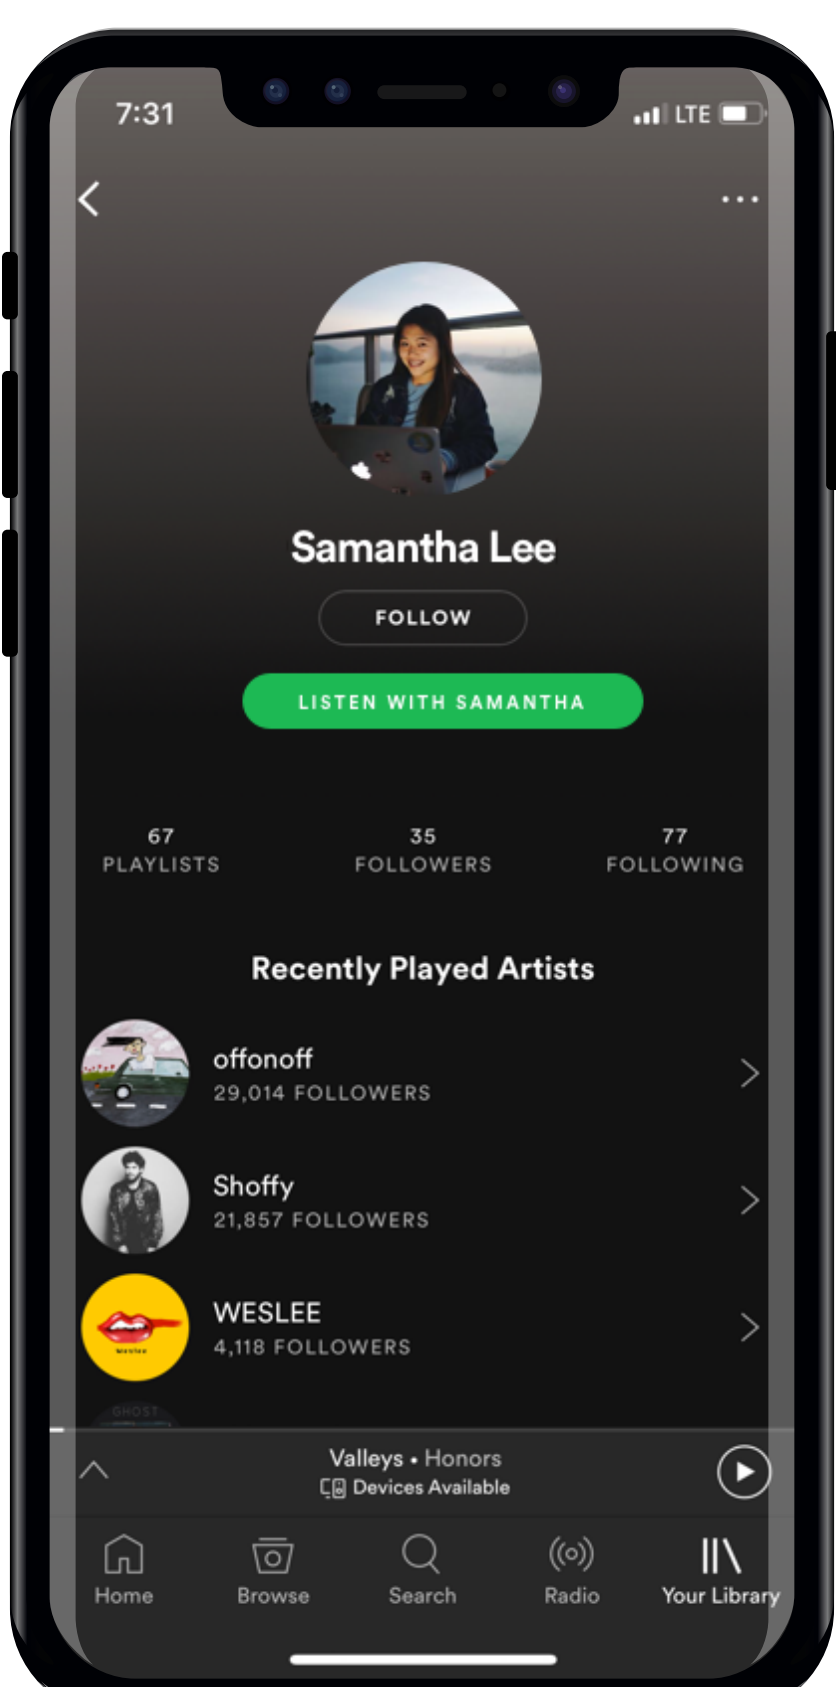 7:31
LTE
Samantha Lee
FOLLOW
LISTEN WITH SAMANTHA
67
PLAYLISTS
35
FOLLOWERS
77
FOLLOWING
Recently Played Artists
offonoff
29,014 FOLLOWERS
Shoffy
21,857 FOLLOWERS
Weslee
WESLEE
4,118 FOLLOWERS
GHOST
Valleys • Honors
Devices Available
Home
Browse
Search
Radio
Your Library